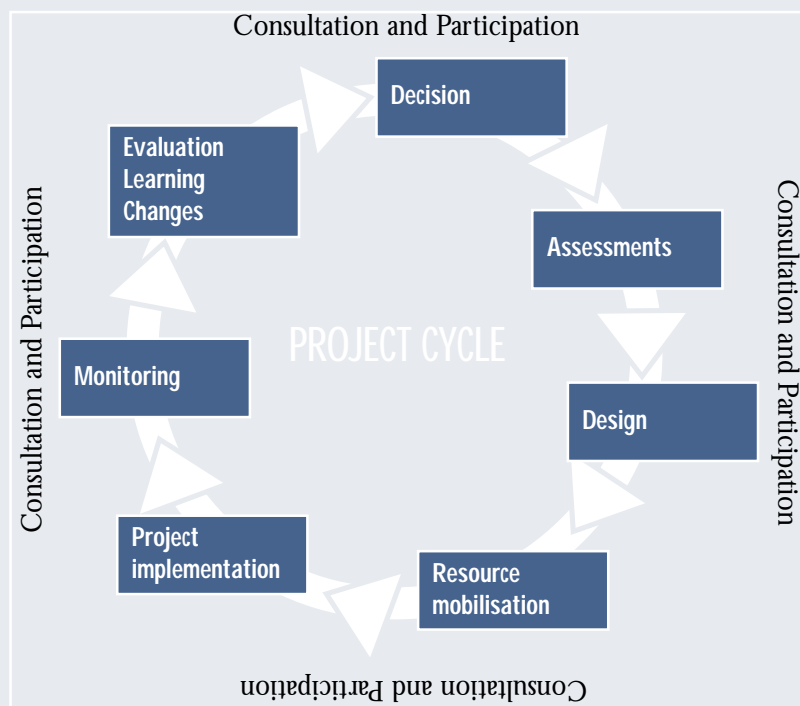 Consultation and Participation
Decision
Evaluation
Learning
Changes
Assessments
Consultation and Participation
Consultation and Participation
PROJECT CYCLE
Monitoring
Design
Project
implementation
Resource
mobilisation
Consultation and Participation